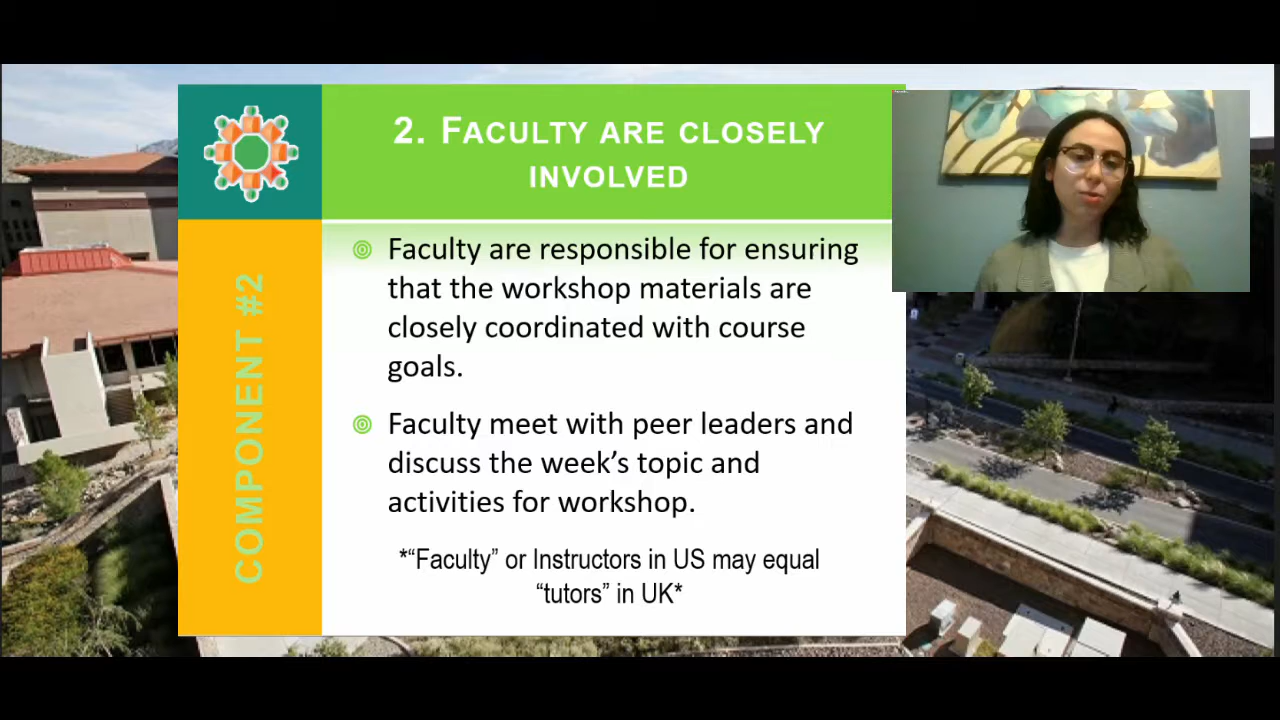 2. FACULTY ARE CLOSELY
INVOLVED
COMPONENT #2
Faculty are responsible for ensuring
that the workshop materials are
closely coordinated with course
goals.
Faculty meet with peer leaders and
discuss the week's topic and
activities for workshop.
*“Faculty” or Instructors in US may equal
“tutors” in UK*